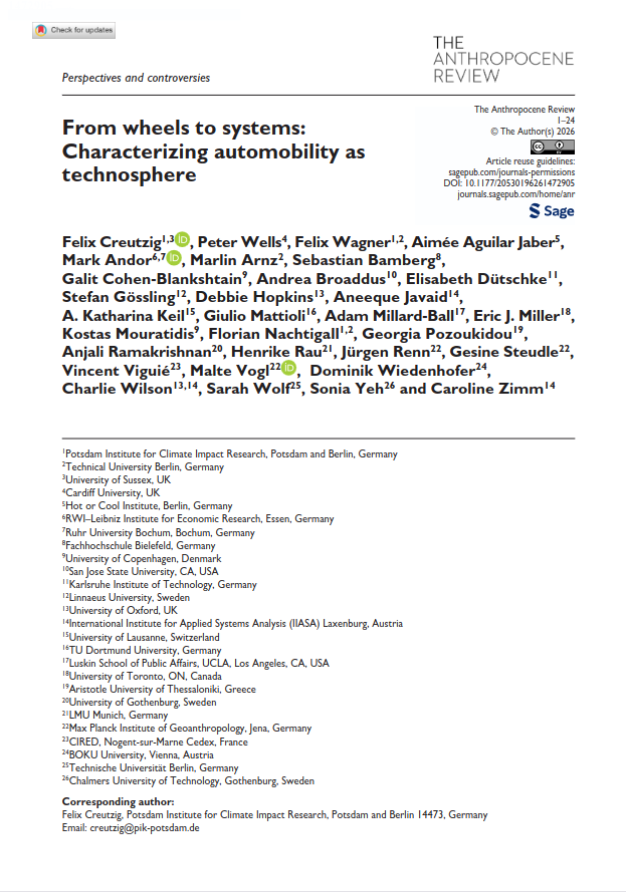 Check for updates
THE
ANTHROPOCENE
REVIEW
Perspectives and controversies
The Anthropocene Review
1–24
© The Author(s) 2026
Article reuse guidelines:
sagepub.com/journals-permissions
DOI: 10.1177/20530196261472905
journals.sagepub.com/home/anr
Sage
From wheels to systems:
Characterizing automobility as
technosphere
Felix Creutzig1,3, Peter Wells4, Felix Wagner1,2, Aimée Aguilar Jaber5,
Mark Andor6,7, Marlin Arnz2, Sebastian Bamberg8,
Galit Cohen-Blankshtain9, Andrea Broaddus10, Elisabeth Dütschke11,
Stefan Gössling12, Debbie Hopkins13, Aneeque Javaid14,
A. Katharina Keil15, Giulio Mattioli16, Adam Millard-Ball17, Eric J. Miller18,
Kostas Mouratidis9, Florian Nachtigall1,2, Georgia Pozoukidou19,
Anjali Ramakrishnan20, Henrike Rau21, Jürgen Renn22, Gesine Steudle22,
Vincent Viguié23, Malte Vogl22, Dominik Wiedenhofer24,
Charlie Wilson13,14, Sarah Wolf25, Sonia Yeh26 and Caroline Zimm14
1Potsdam Institute for Climate Impact Research, Potsdam and Berlin, Germany
2Technical University Berlin, Germany
3University of Sussex, UK
4Cardiff University, UK
5Hot or Cool Institute, Berlin, Germany
6RWI–Leibniz Institute for Economic Research, Essen, Germany
7Ruhr University Bochum, Bochum, Germany
8Fachhochschule Bielefeld, Germany
9University of Copenhagen, Denmark
10San Jose State University, CA, USA
11Karlsruhe Institute of Technology, Germany
12Linnaeus University, Sweden
13University of Oxford, UK
14International Institute for Applied Systems Analysis (IIASA) Laxenburg, Austria
15University of Lausanne, Switzerland
16TU Dortmund University, Germany
17Luskin School of Public Affairs, UCLA, Los Angeles, CA, USA
18University of Toronto, ON, Canada
19Aristotle University of Thessaloniki, Greece
20University of Gothenburg, Sweden
21LMU Munich, Germany
22Max Planck Institute of Geoanthropology, Jena, Germany
23CIRED, Nogent-sur-Marne Cedex, France
24BOKU University, Vienna, Austria
25Technische Universität Berlin, Germany
26Chalmers University of Technology, Gothenburg, Sweden
Corresponding author:
Felix Creutzig, Potsdam Institute for Climate Impact Research, Potsdam and Berlin 14473, Germany
Email: creutzig@pik-potsdam.de